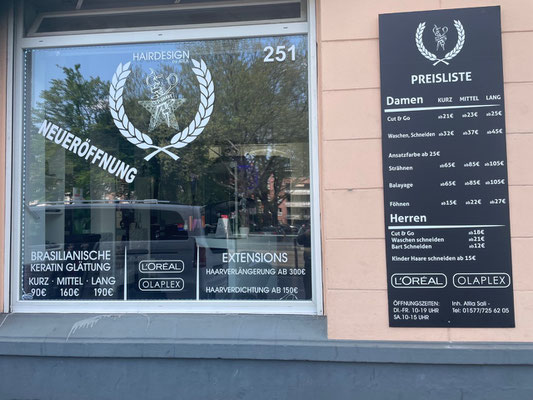 HAIRDESIGN
251
NEUERÖFFNUNG
BRASILIANISCHE
KERATIN GLÄTTUNG
KURZ · MITTEL · LANG
90€ 160€ 190€
L'ORÉAL
OLAPLEX
EXTENSIONS
HAARVERLÄNGERUNG AB 300€
HAARVERDICHTUNG AB 150€
PREISLISTE
Damen KURZ MITTEL LANG
Cut & Go ab21€ ab23€ ab25€
Waschen, Schneiden ab32€ ab37€ ab45€
Ansatzfarbe ab 25€
Strähnen ab65€ ab85€ ab105€
Balayage ab65€ ab85€ ab105€
Föhnen ab15€ ab22€ ab27€
Herren
Cut & Go ab18€
Waschen schneiden ab21€
Bart Schneiden ab12€
Kinder Haare schneiden ab 15€
L'ORÉAL OLAPLEX
ÖFFNUNGSZEITEN: Inh. Atila Sali -
DI.-FR. 10-19 UHR Tel: 01577/725 62 05
SA.10-15 UHR